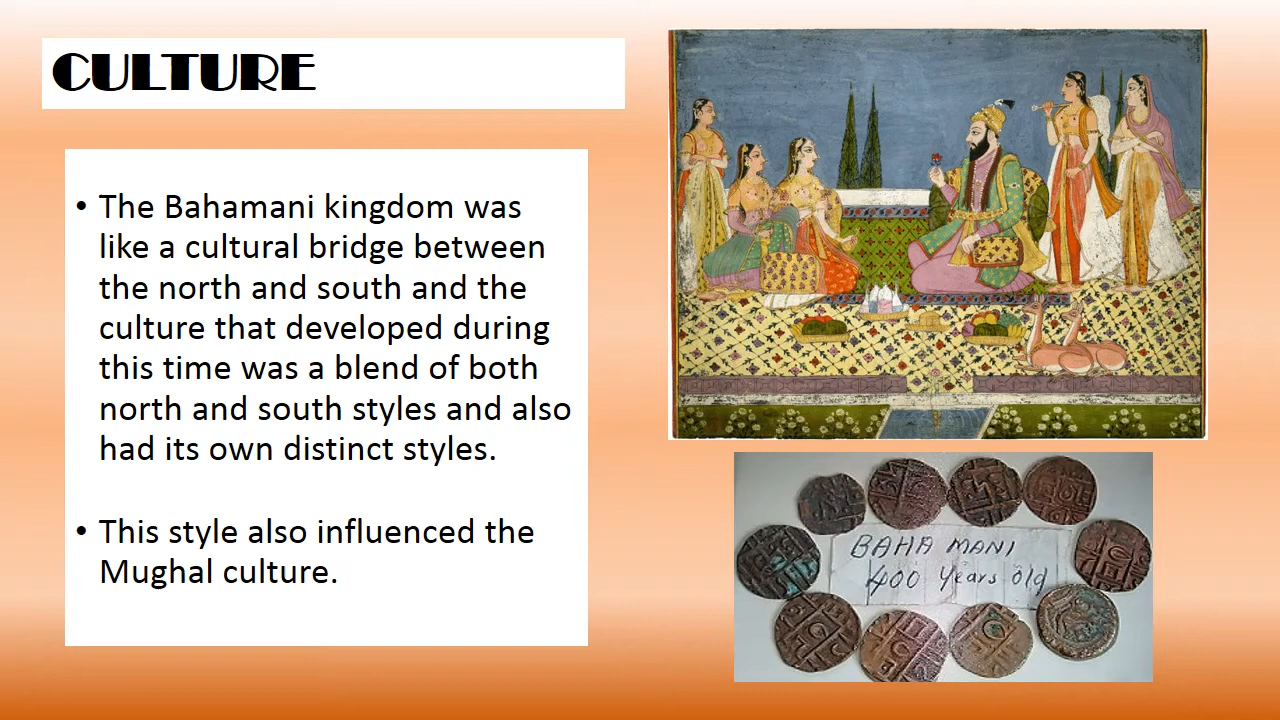 CULTURE
• The Bahamani kingdom was
like a cultural bridge between
the north and south and the
culture that developed during
this time was a blend of both
north and south styles and also
had its own distinct styles.
• This style also influenced the
Mughal culture.
BAHA MANI
400 years old